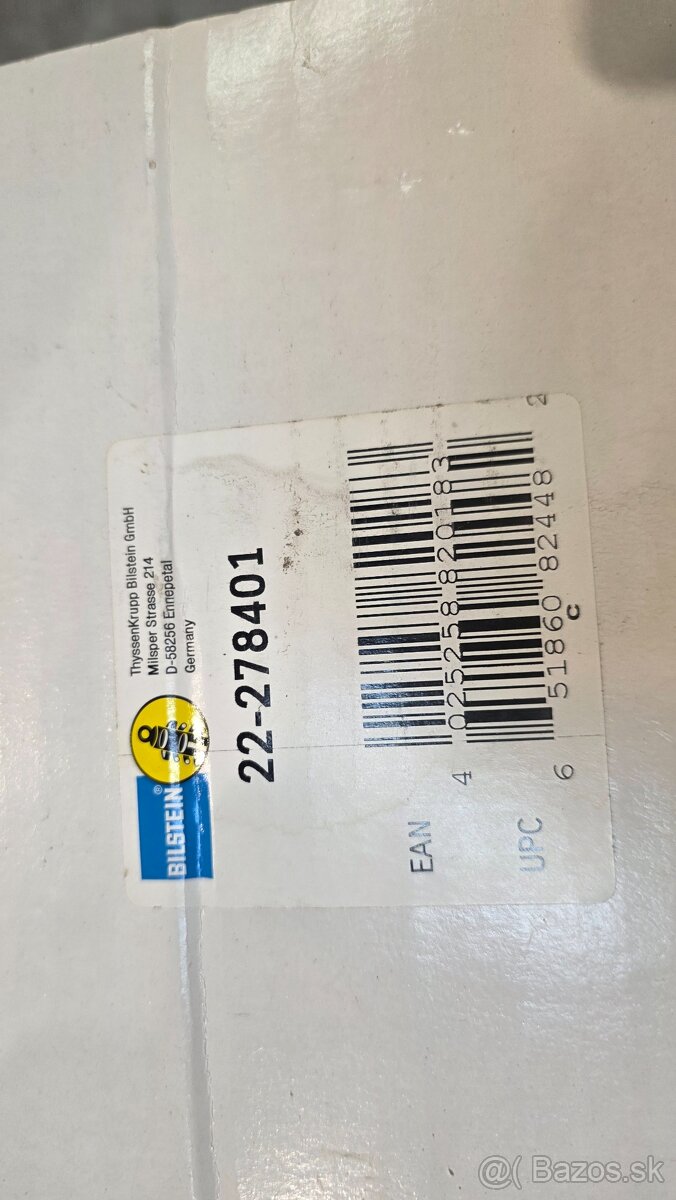 BILSTEIN
ThyssenKrupp Bilstein GmbH
Milsper Strasse 214
D-58256 Ennepetal
Germany
22-278401
EAN
4 025258 820183
UPC
6 51860 82448 2
C
@( Bazos.sk